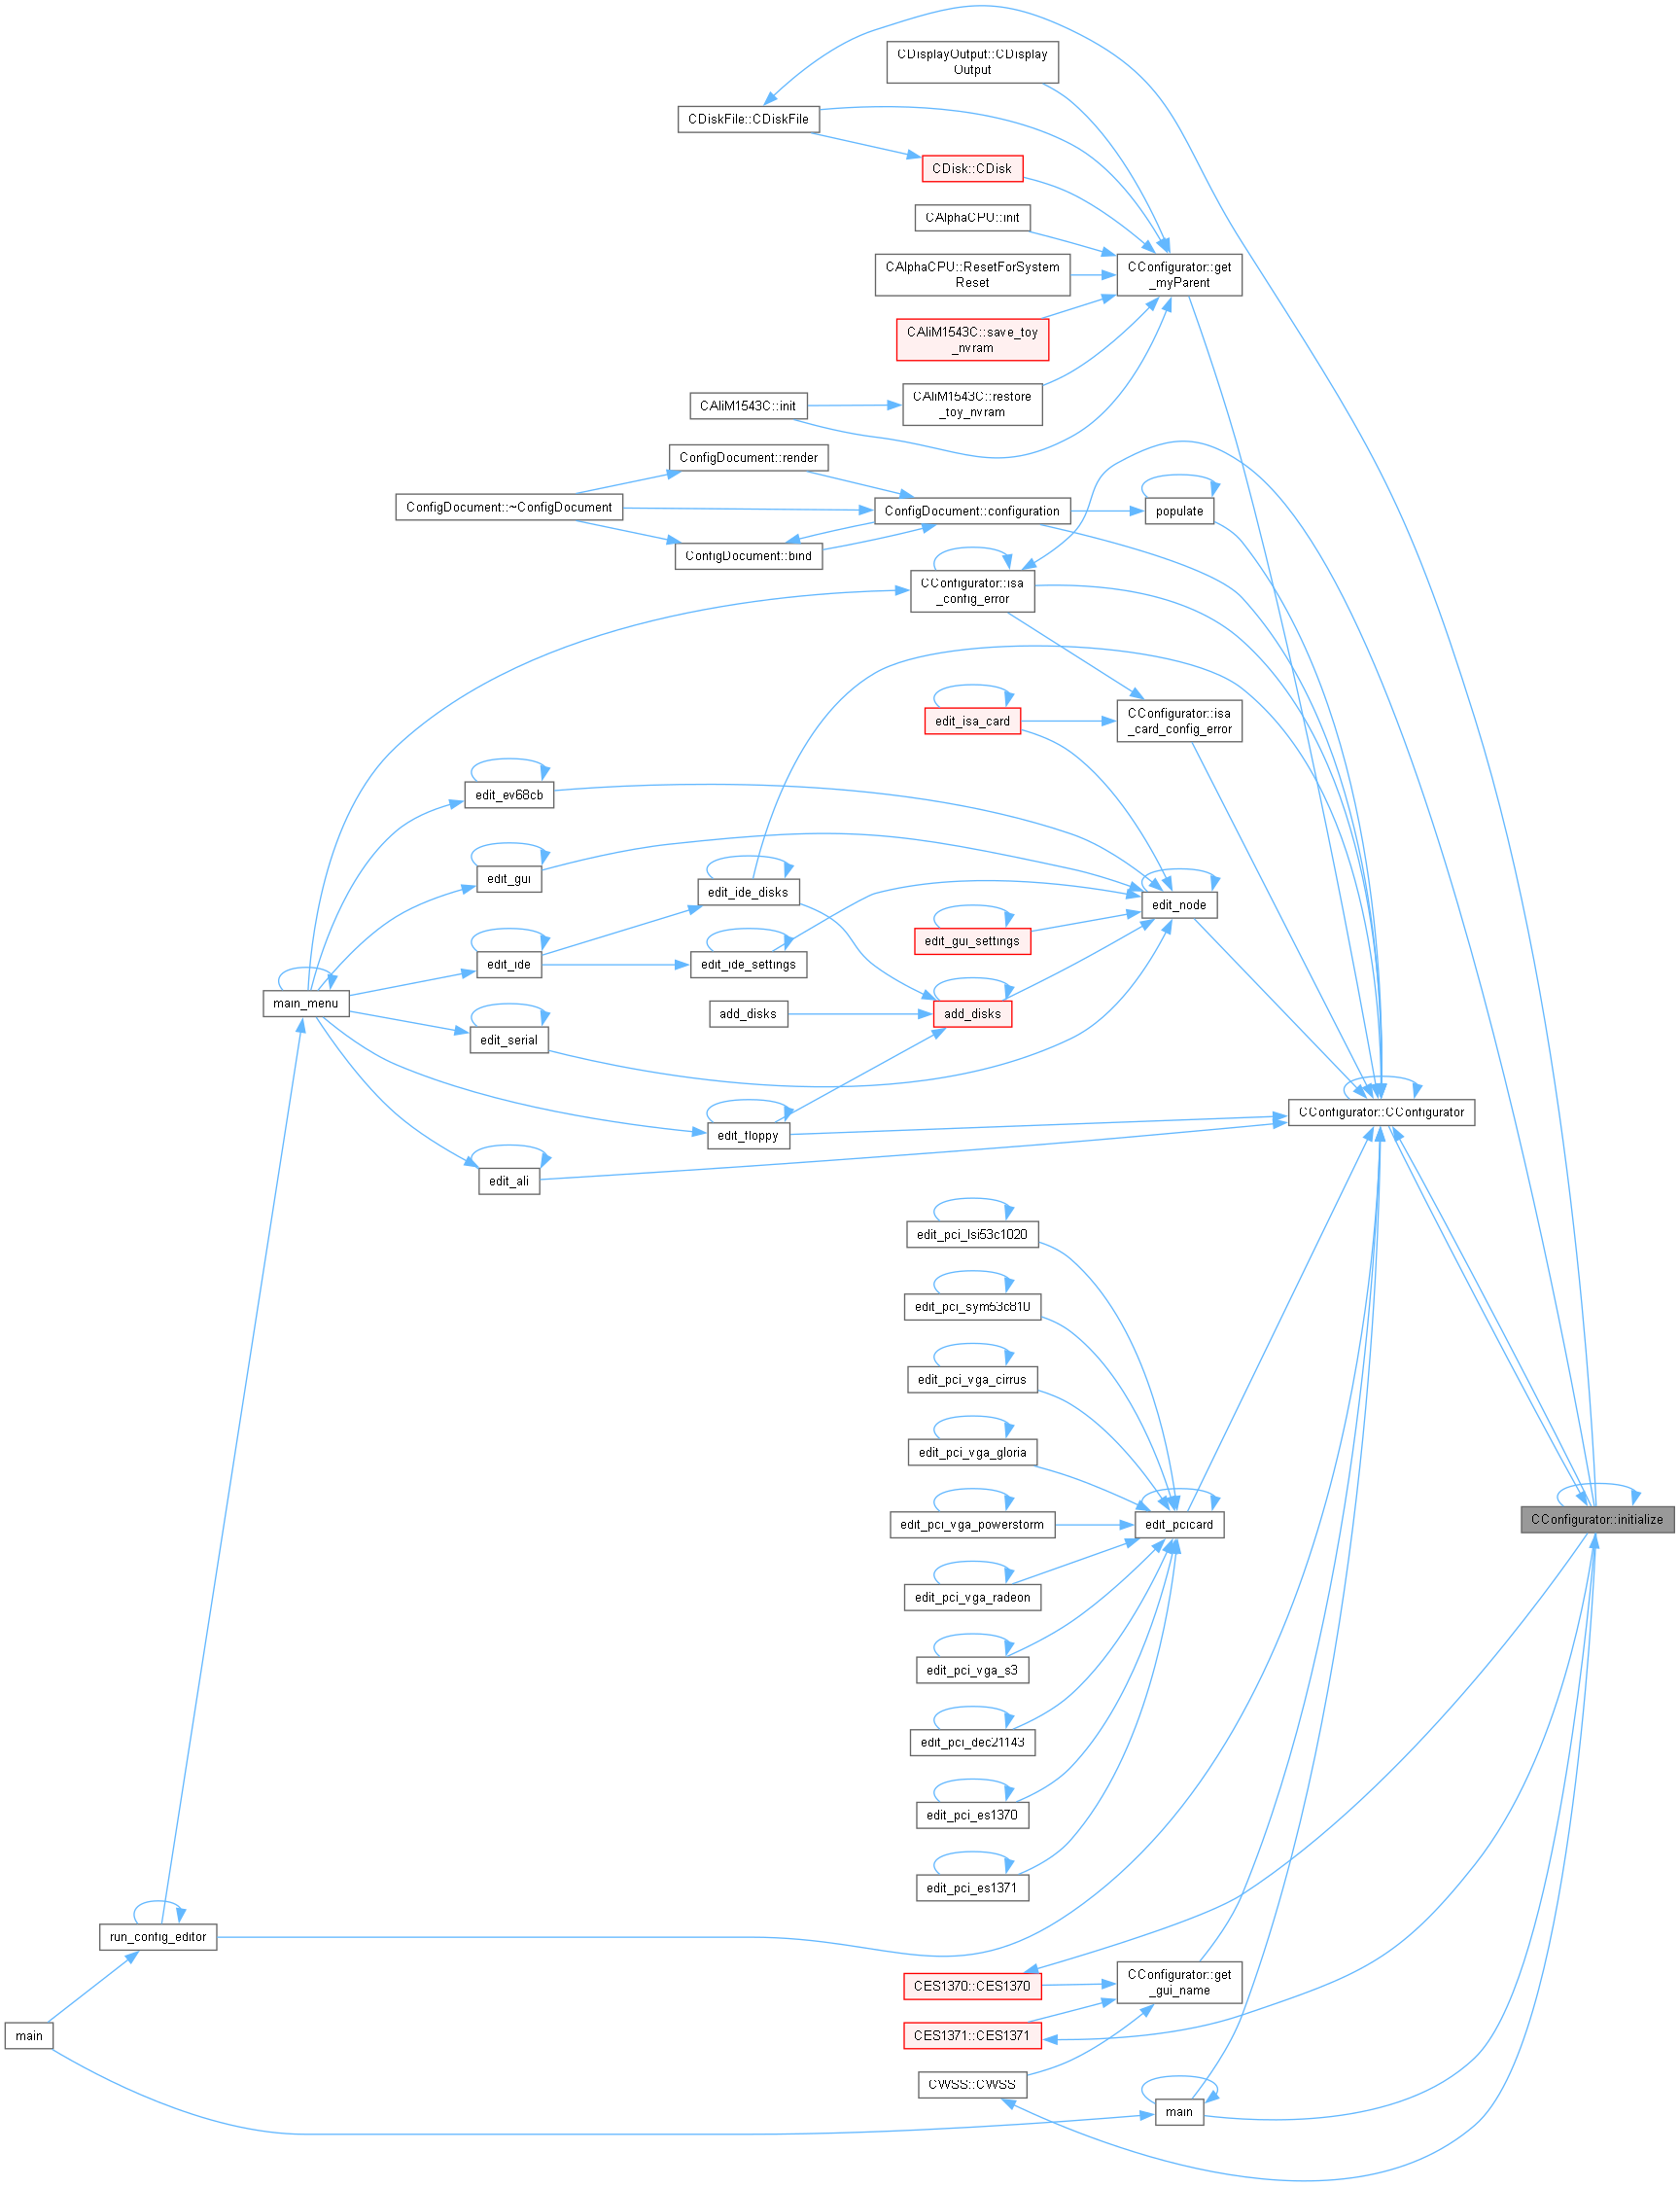 CDisplayOutput::CDisplay
Output
CDiskFile::CDiskFile
CDisk::CDisk
CAlphaCPU::init
CAlphaCPU::ResetForSystem
Reset
CConfigurator::get
_myParent
CAliM1543C::save_toy
_nvram
CAliM1543C::init
CAliM1543C::restore
_toy_nvram
ConfigDocument::render
ConfigDocument::~ConfigDocument
ConfigDocument::configuration
populate
ConfigDocument::bind
CConfigurator::isa
_config_error
edit_isa_card
CConfigurator::isa
_card_config_error
edit_ev68cb
edit_gui
edit_ide_disks
edit_node
edit_gui_settings
edit_ide
edit_ide_settings
main_menu
add_disks
add_disks
edit_serial
CConfigurator::CConfigurator
edit_floppy
edit_ali
edit_pci_lsi53c1020
edit_pci_sym53c810
edit_pci_vga_cirrus
edit_pci_vga_gloria
edit_pci_vga_powerstorm
edit_pcicard
CConfigurator::initialize
edit_pci_vga_radeon
edit_pci_vga_s3
edit_pci_dec21143
edit_pci_es1370
edit_pci_es1371
run_config_editor
CES1370::CES1370
CConfigurator::get
_gui_name
main
CES1371::CES1371
CWSS::CWSS
main